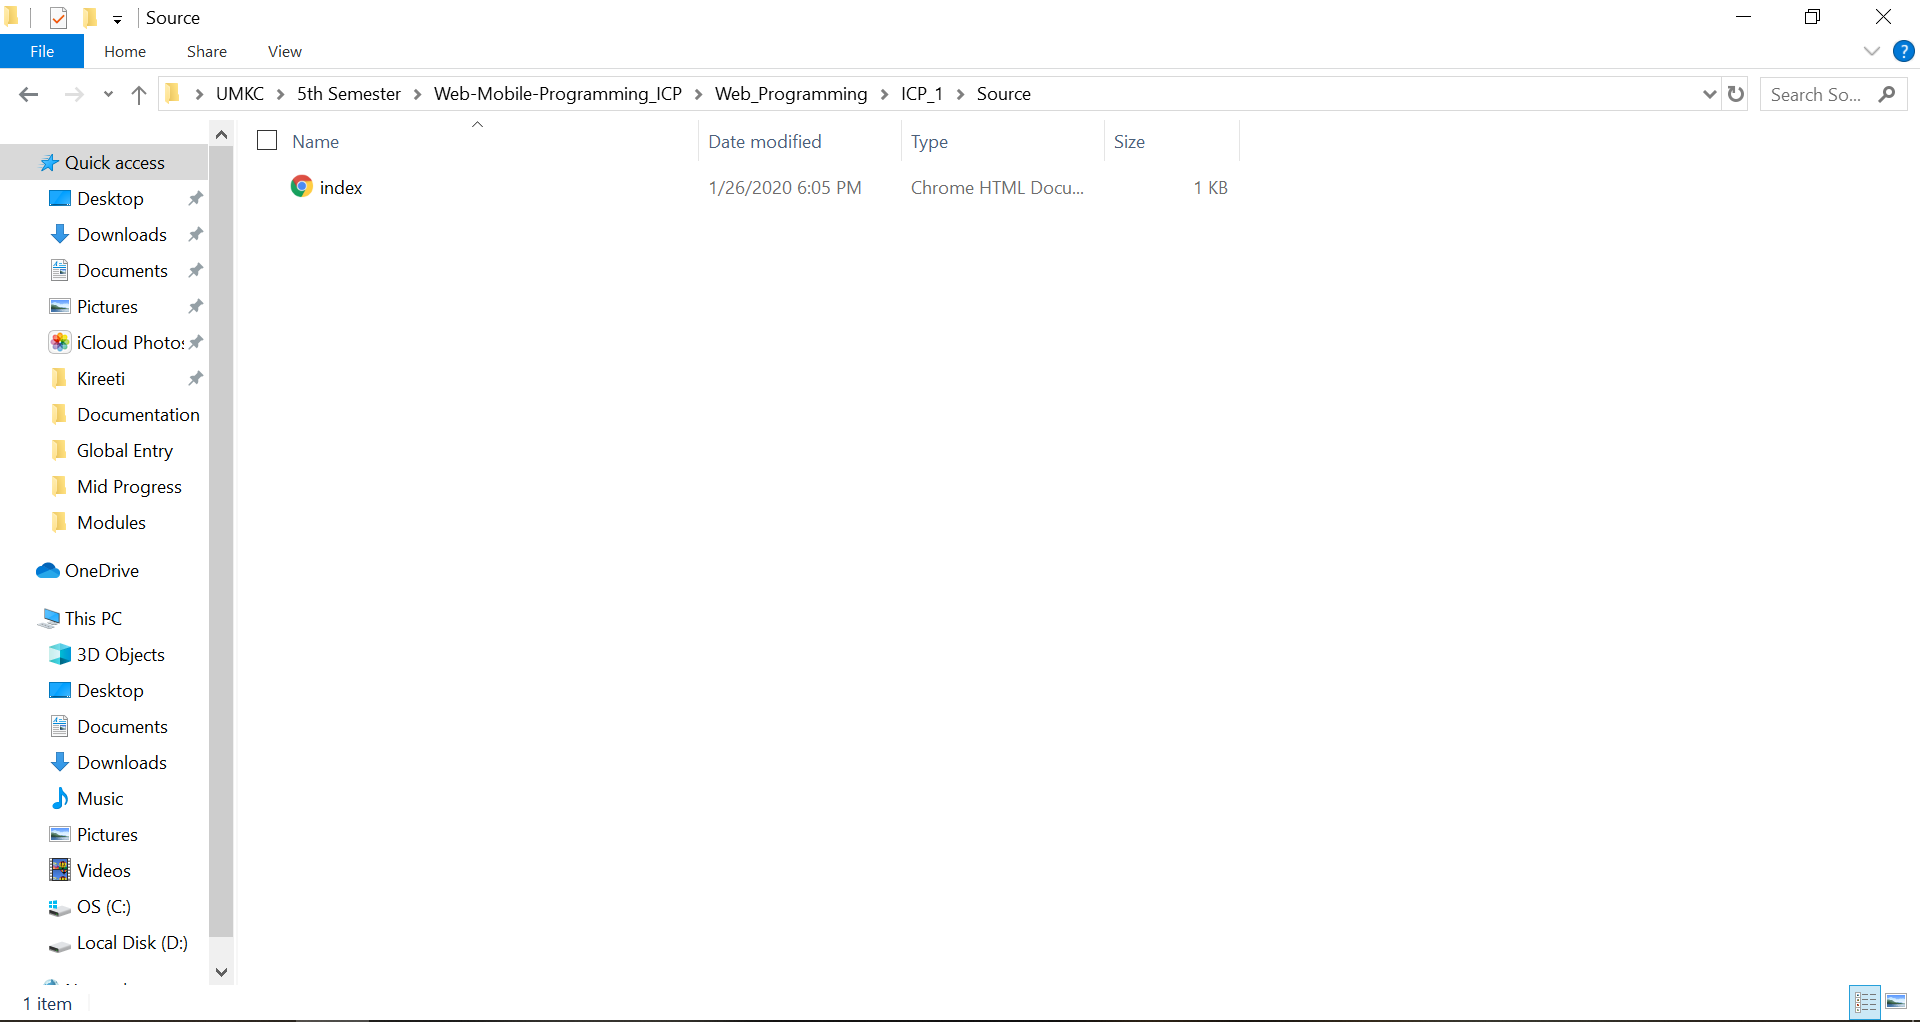 Source
File Home Share View
UMKC 5th Semester Web-Mobile-Programming_ICP Web_Programming ICP_1 Source
Search So...
Name Date modified Type Size
index 1/26/2020 6:05 PM Chrome HTML Docu... 1 KB
Quick access
Desktop
Downloads
Documents
Pictures
iCloud Photos
Kireeti
Documentation
Global Entry
Mid Progress
Modules
OneDrive
This PC
3D Objects
Desktop
Documents
Downloads
Music
Pictures
Videos
OS (C:)
Local Disk (D:)
1 item